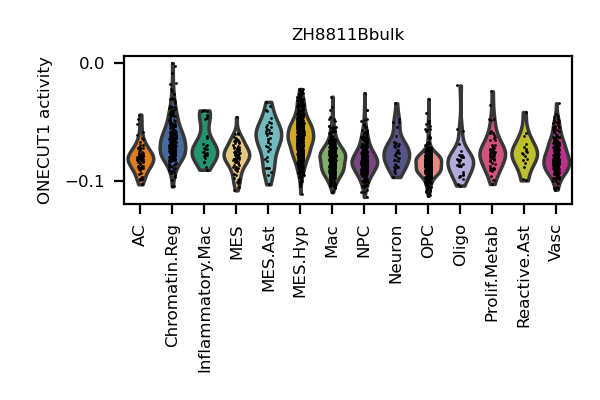 ZH8811Bbulk
ONECUT1 activity
0.0
−0.1
AC
Chromatin.Reg
Inflammatory.Mac
MES
MES.Ast
MES.Hyp
Mac
NPC
Neuron
OPC
Oligo
Prolif.Metab
Reactive.Ast
Vasc